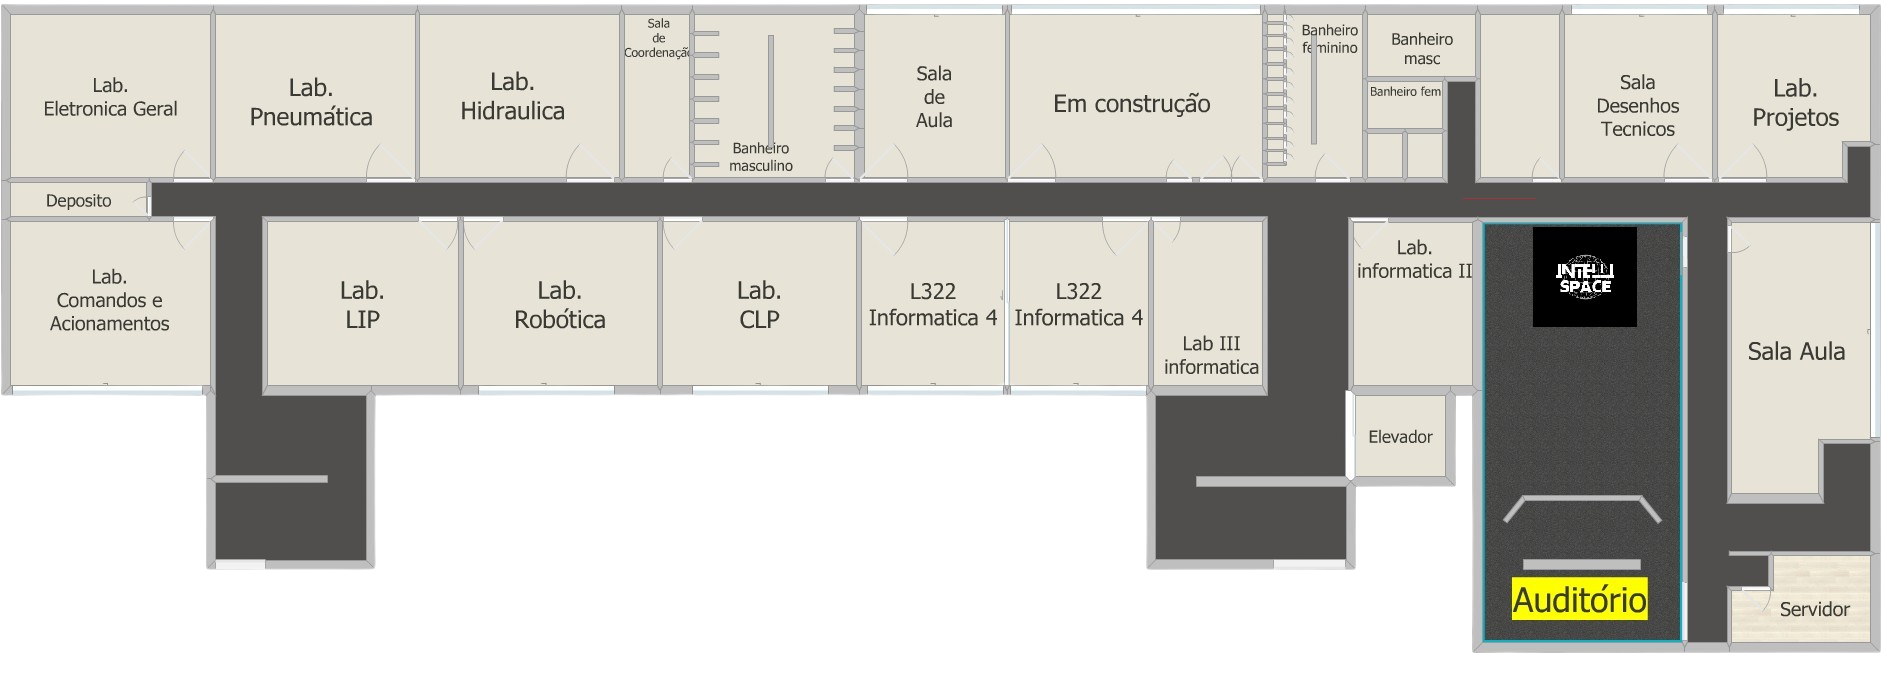 Lab.
Eletronica Geral
Lab.
Pneumática
Lab.
Hidraulica
Sala
de
Coordenação
Banheiro
masculino
Sala
de
Aula
Em construção
Banheiro
feminino
Banheiro
masc
Banheiro fem
Sala
Desenhos
Tecnicos
Lab.
Projetos
Deposito
Lab.
Comandos e
Acionamentos
Lab.
LIP
Lab.
Robótica
Lab.
CLP
L322
Informatica 4
L322
Informatica 4
Lab III
informatica
Lab.
informatica II
INTELLI
SPACE
Sala Aula
Elevador
Auditório
Servidor